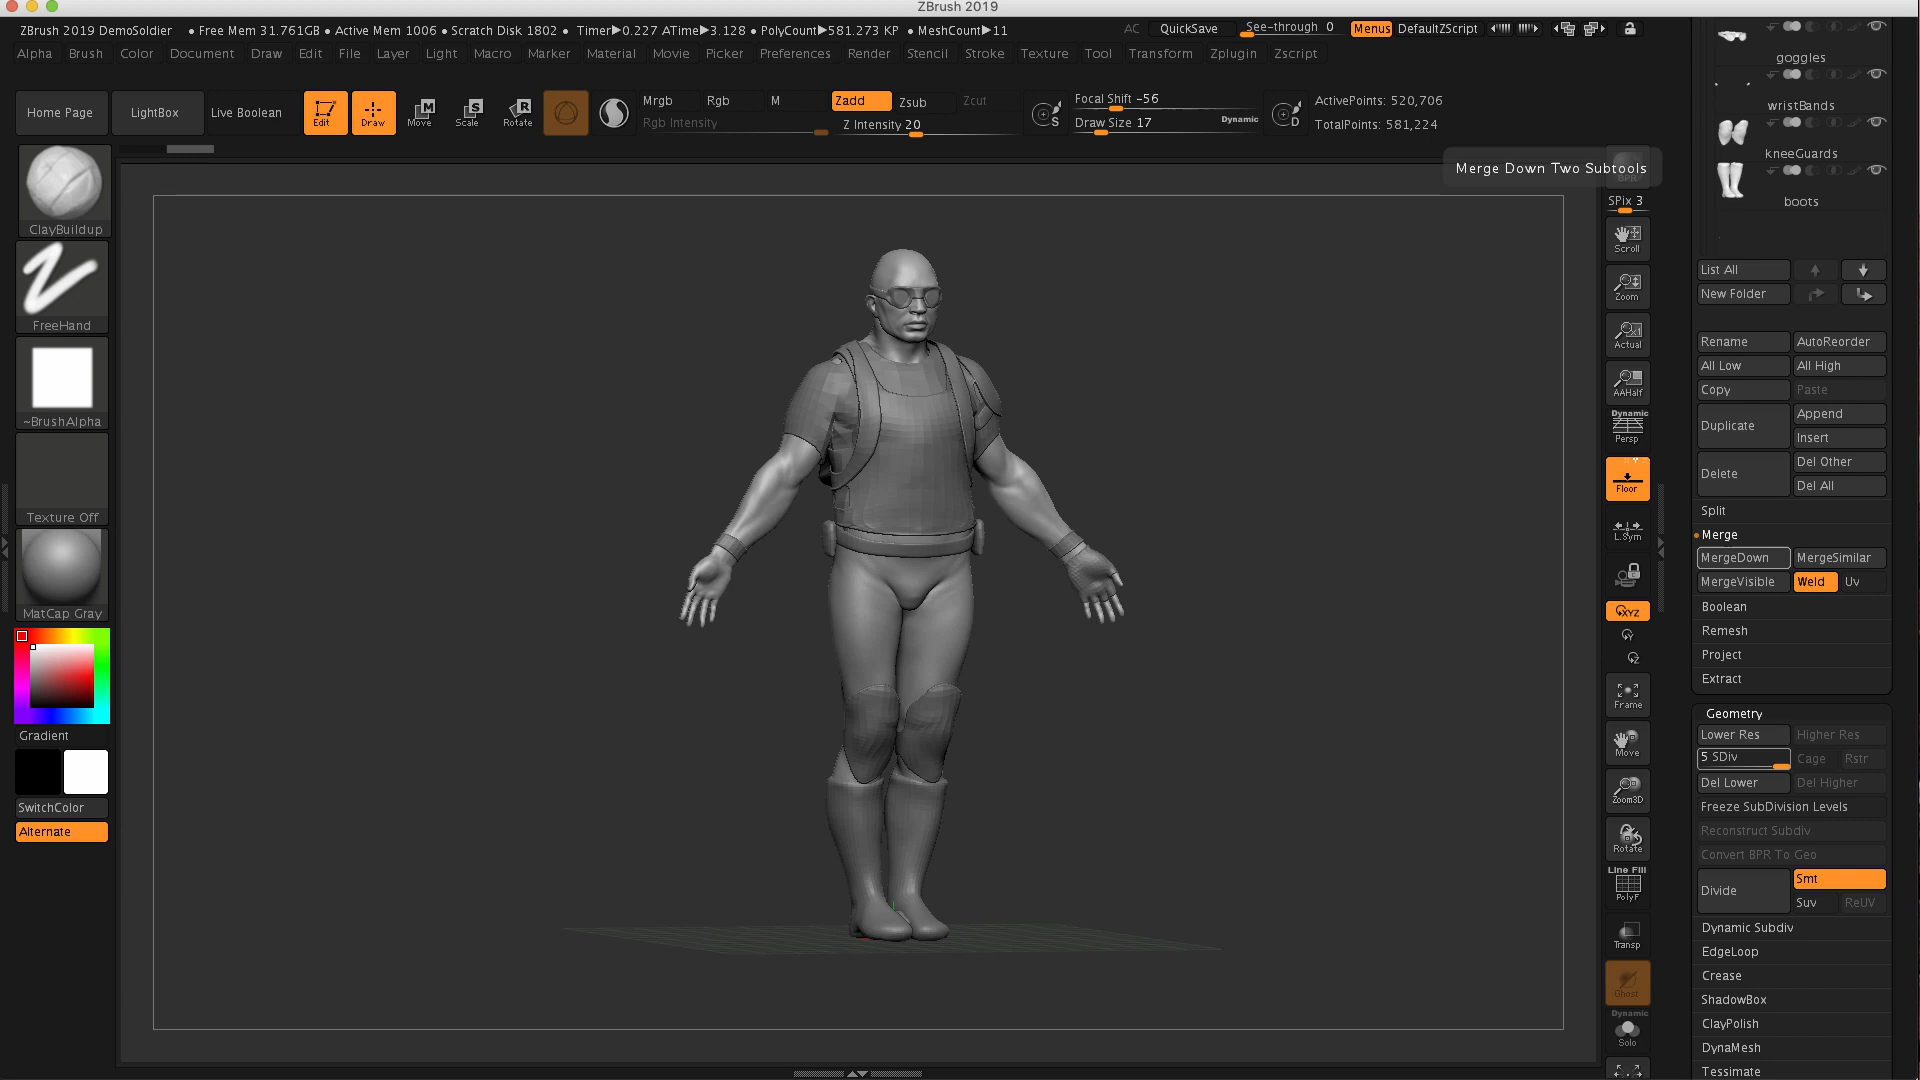 ZBrush 2019
ZBrush 2019 DemoSoldier • Free Mem 31.761GB • Active Mem 1006 • Scratch Disk 1802 • Timer▶0.227 ATime▶3.128 • PolyCount▶581.273 KP • MeshCount▶11
AC QuickSave See-through 0 Menus DefaultZScript
Alpha Brush Color Document Draw Edit File Layer Light Macro Marker Material Movie Picker Preferences Render Stencil Stroke Texture Tool Transform Zplugin Zscript
Home Page LightBox Live Boolean Edit Draw Move Scale Rotate
M S R
Mrgb Rgb M
Rgb Intensity
Zadd Zsub Zcut
Z Intensity 20
S
Focal Shift -56
Draw Size 17 Dynamic
D
ActivePoints: 520,706
TotalPoints: 581,224
Merge Down Two Subtools
ClayBuildup
FreeHand
~BrushAlpha
Texture Off
MatCap Gray
Gradient
SwitchColor
Alternate
BPR
SPix 3
Scroll
Zoom
Actual
AAHalf
Dynamic
Persp
Floor
L.Sym
XYZ
Y
Z
Frame
Move
Zoom3D
Rotate
Line Fill
PolyF
Transp
Ghost
Dynamic
Solo
goggles
wristBands
kneeGuards
boots
List All
New Folder
Rename AutoReorder
All Low All High
Copy Paste
Duplicate Append
Insert
Delete Del Other
Del All
Split
Merge
MergeDown MergeSimilar
MergeVisible Weld Uv
Boolean
Remesh
Project
Extract
Geometry
Lower Res Higher Res
5 SDiv Cage Rstr
Del Lower Del Higher
Freeze SubDivision Levels
Reconstruct Subdiv
Convert BPR To Geo
Divide Smt
Suv ReUV
Dynamic Subdiv
EdgeLoop
Crease
ShadowBox
ClayPolish
DynaMesh
Tessimate